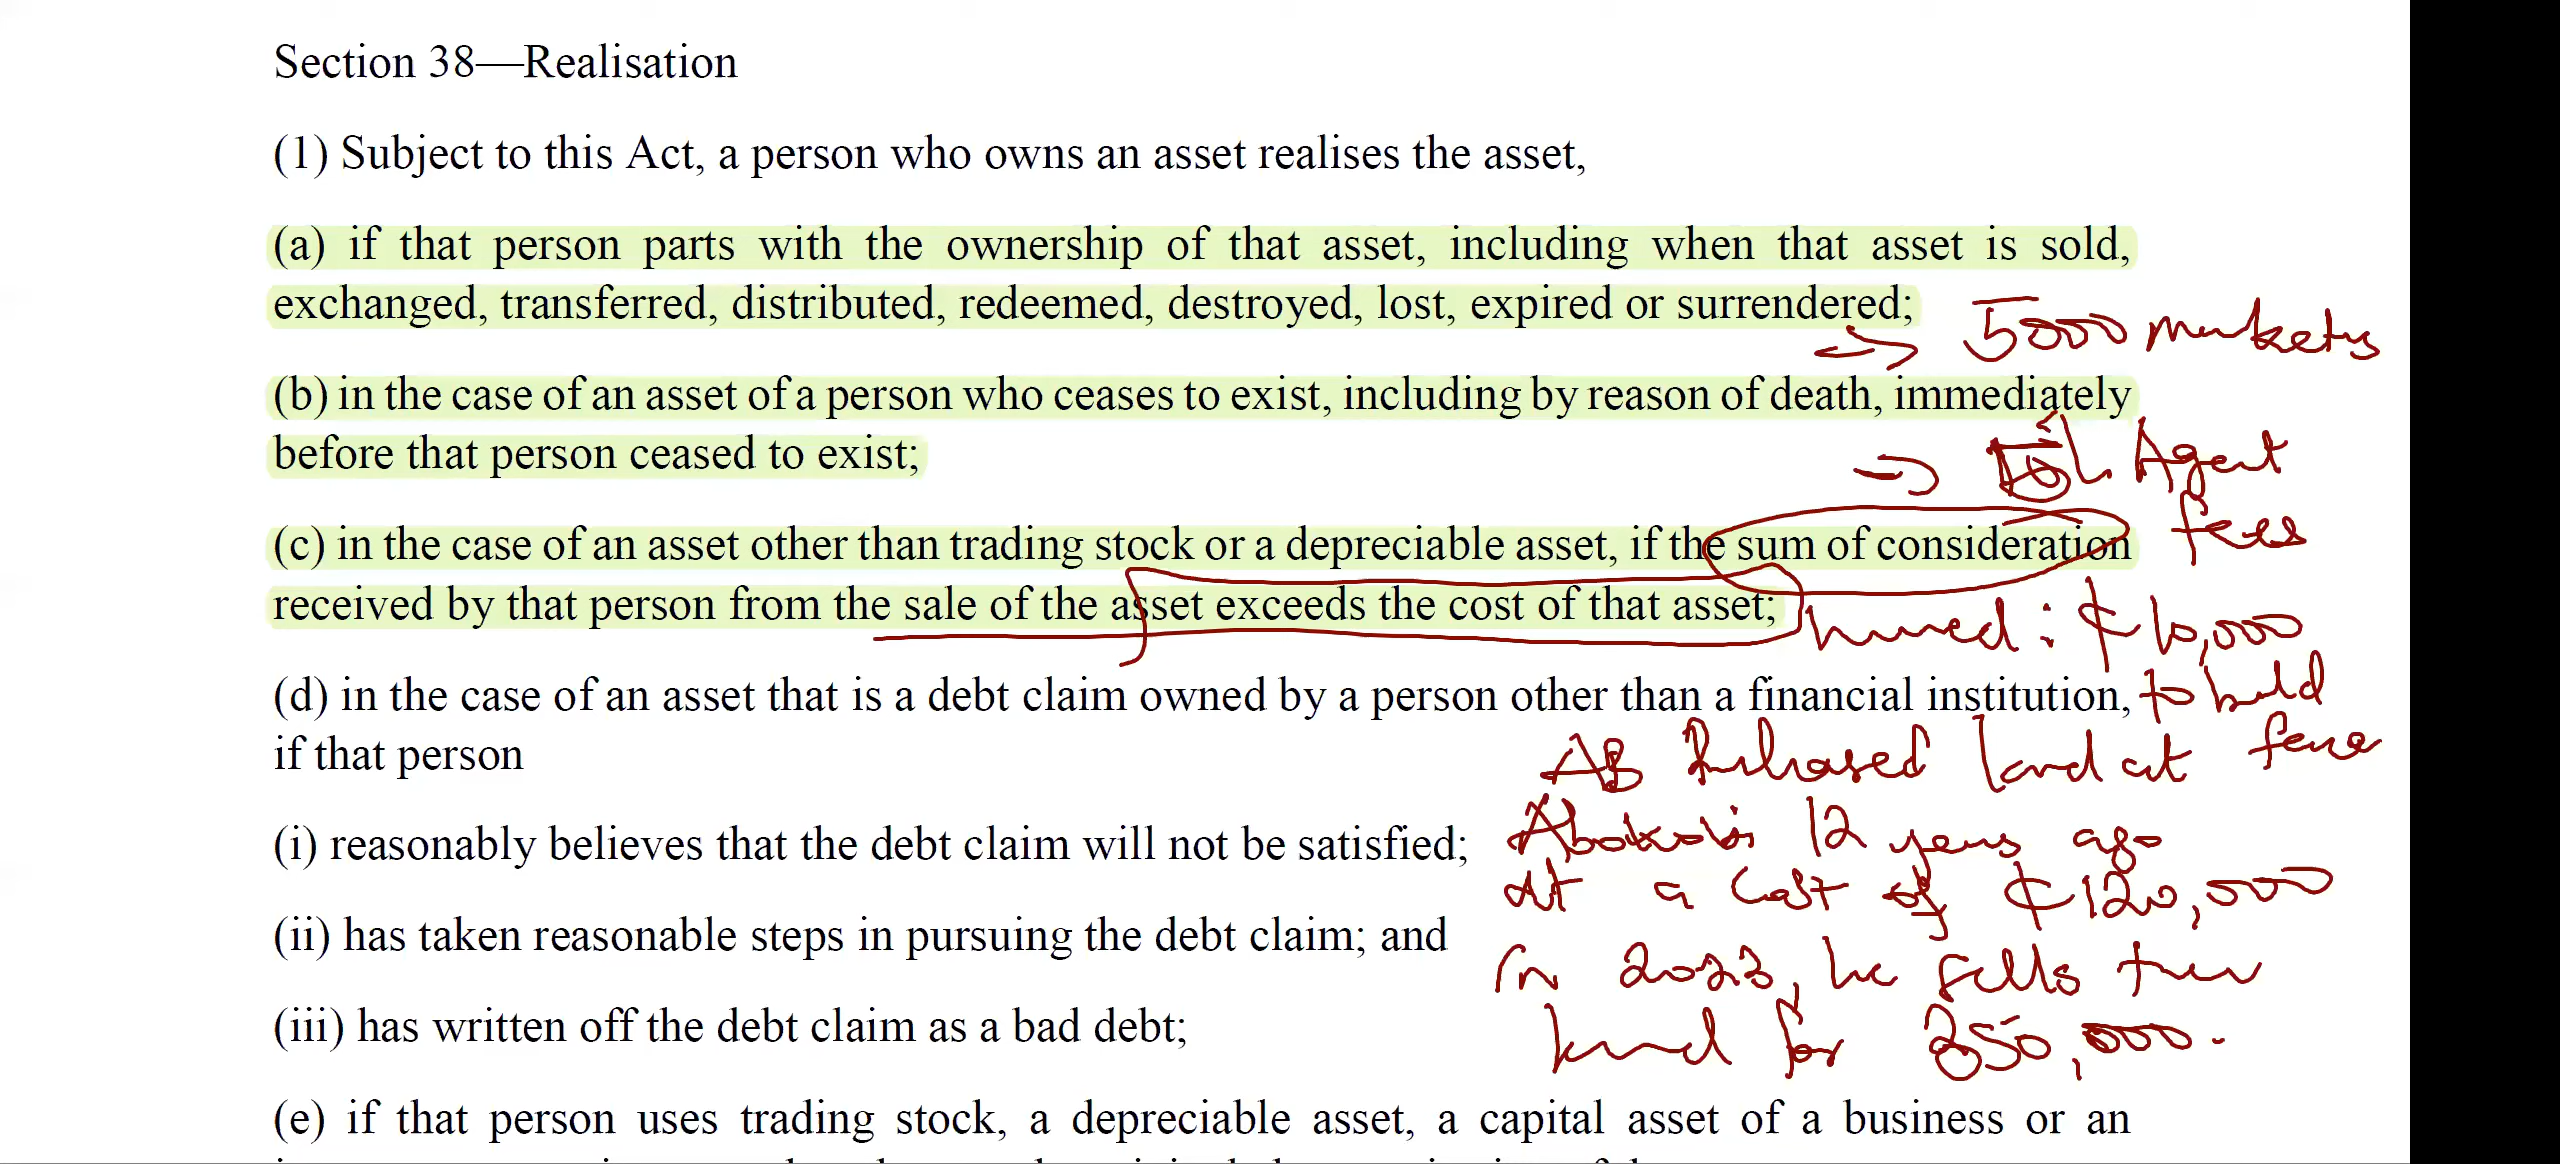 Section 38—Realisation
(1) Subject to this Act, a person who owns an asset realises the asset,
(a) if that person parts with the ownership of that asset, including when that asset is sold,
exchanged, transferred, distributed, redeemed, destroyed, lost, expired or surrendered;
⇒ 5000 marketing
(b) in the case of an asset of a person who ceases to exist, including by reason of death, immediately
before that person ceased to exist;
⇒ Agent
fees
(c) in the case of an asset other than trading stock or a depreciable asset, if the sum of consideration
received by that person from the sale of the asset exceeds the cost of that asset;
: ₵10,000
(d) in the case of an asset that is a debt claim owned by a person other than a financial institution,
to build
fence
if that person
AB Purchased land at
(i) reasonably believes that the debt claim will not be satisfied;
12 years ago
at a cost of ₵120,000
(ii) has taken reasonable steps in pursuing the debt claim; and
In 2023, he sells the
(iii) has written off the debt claim as a bad debt;
land for 250,000.
(e) if that person uses trading stock, a depreciable asset, a capital asset of a business or an